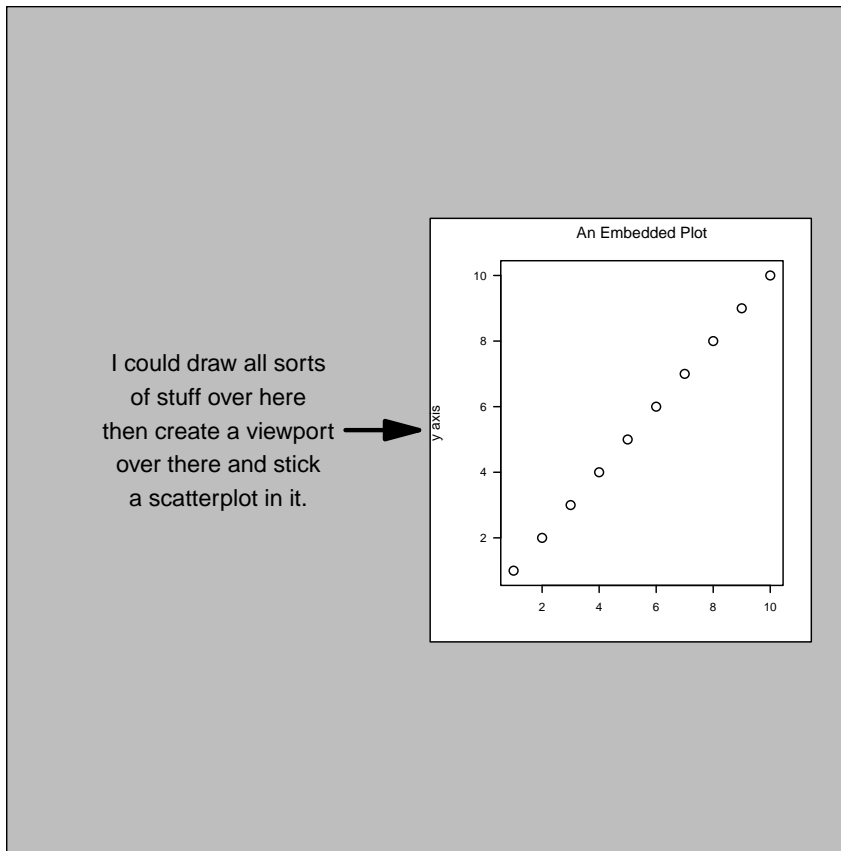 An Embedded Plot
10
8
6
4
2
y axis
2 4 6 8 10
I could draw all sorts
of stuff over here
then create a viewport
over there and stick
a scatterplot in it.